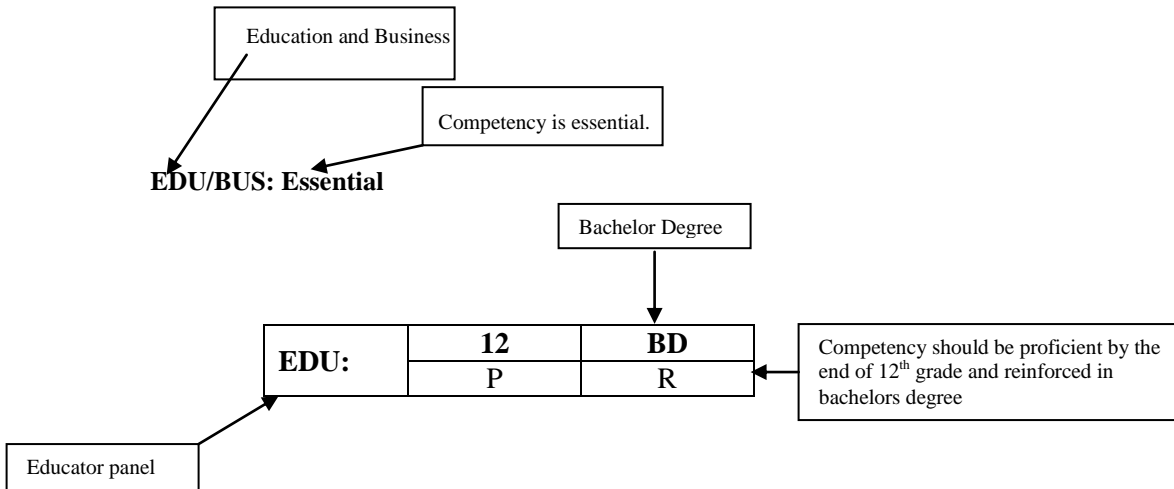 Education and Business
Competency is essential.
EDU/BUS: Essential
Bachelor Degree
EDU:
12 BD
P R
Competency should be proficient by the
end of 12th grade and reinforced in
bachelors degree
Educator panel